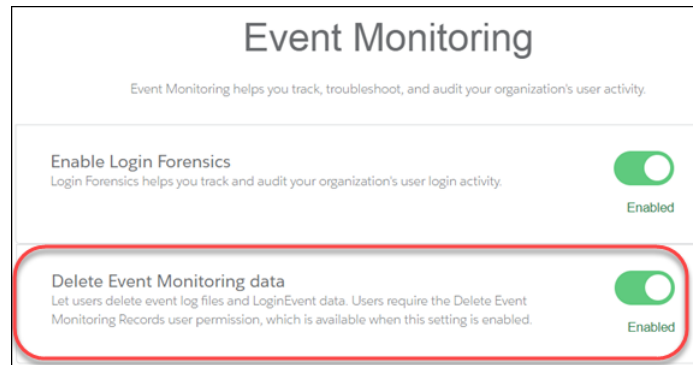 Event Monitoring
Event Monitoring helps you track, troubleshoot, and audit your organization's user activity.
Enable Login Forensics
Login Forensics helps you track and audit your organization's user login activity.
Enabled
Delete Event Monitoring data
Let users delete event log files and LoginEvent data. Users require the Delete Event
Monitoring Records user permission, which is available when this setting is enabled.
Enabled